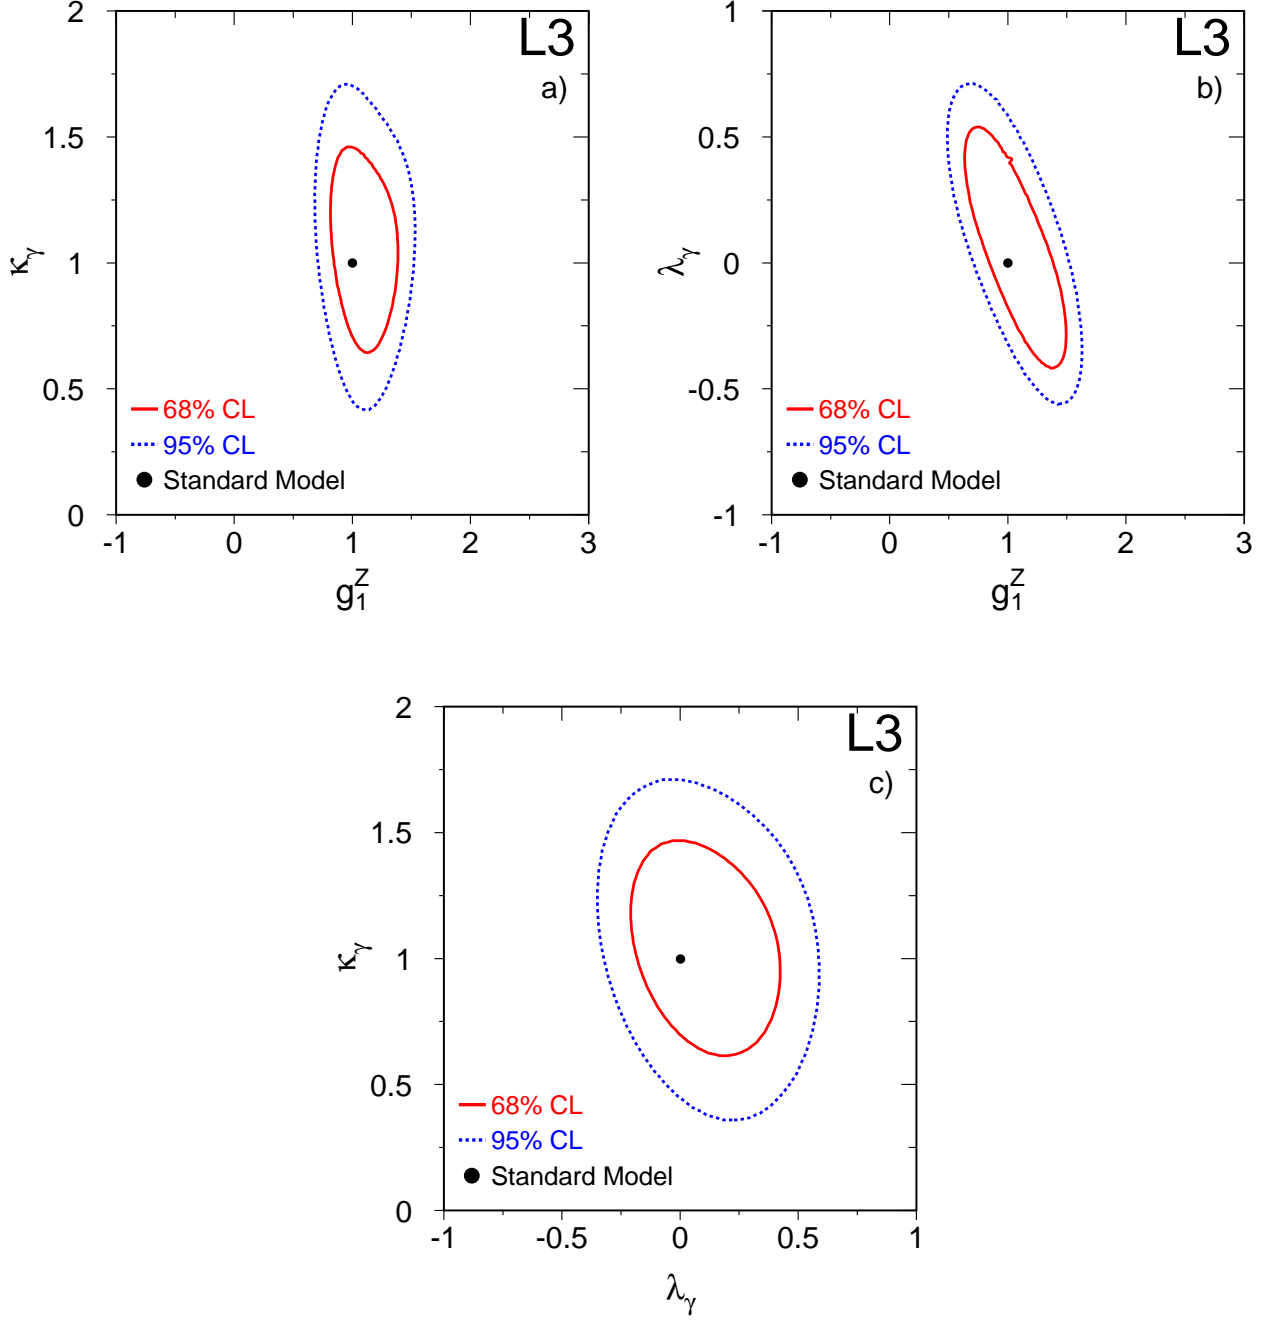 L3
a)
2
1.5
1
0.5
0
κγ
68% CL
95% CL
Standard Model
-1 0 1 2 3
g₁ᶻ
L3
b)
1
0.5
0
-0.5
-1
λγ
68% CL
95% CL
Standard Model
-1 0 1 2 3
g₁ᶻ
L3
c)
2
1.5
1
0.5
0
κγ
68% CL
95% CL
Standard Model
-1 -0.5 0 0.5 1
λγ